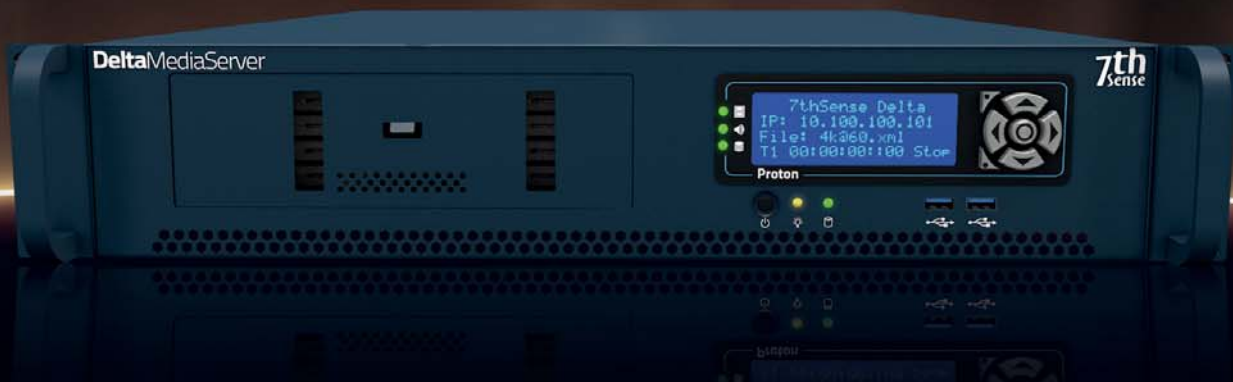 DeltaMediaServer
7th
Sense
7thSense Delta
IP: 10.100.100.101
File: 4k@60.xml
T1 00:00:00::00 Stop
Proton
Proton